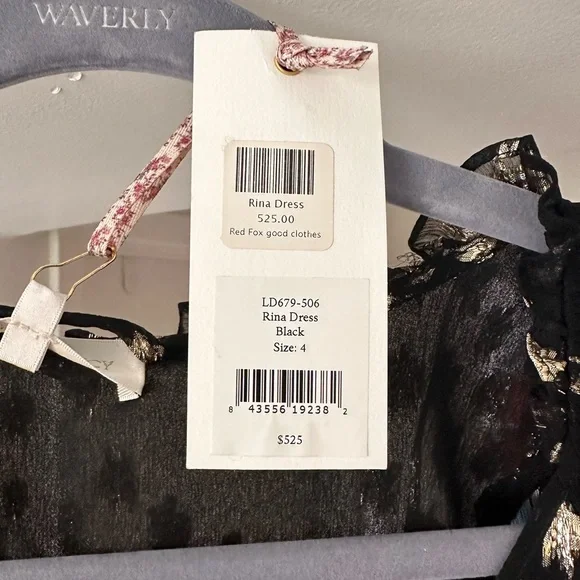 WAVERLY
Rina Dress
525.00
Red Fox good clothes
LD679-506
Rina Dress
Black
Size: 4
8 43556 19238 2
$525